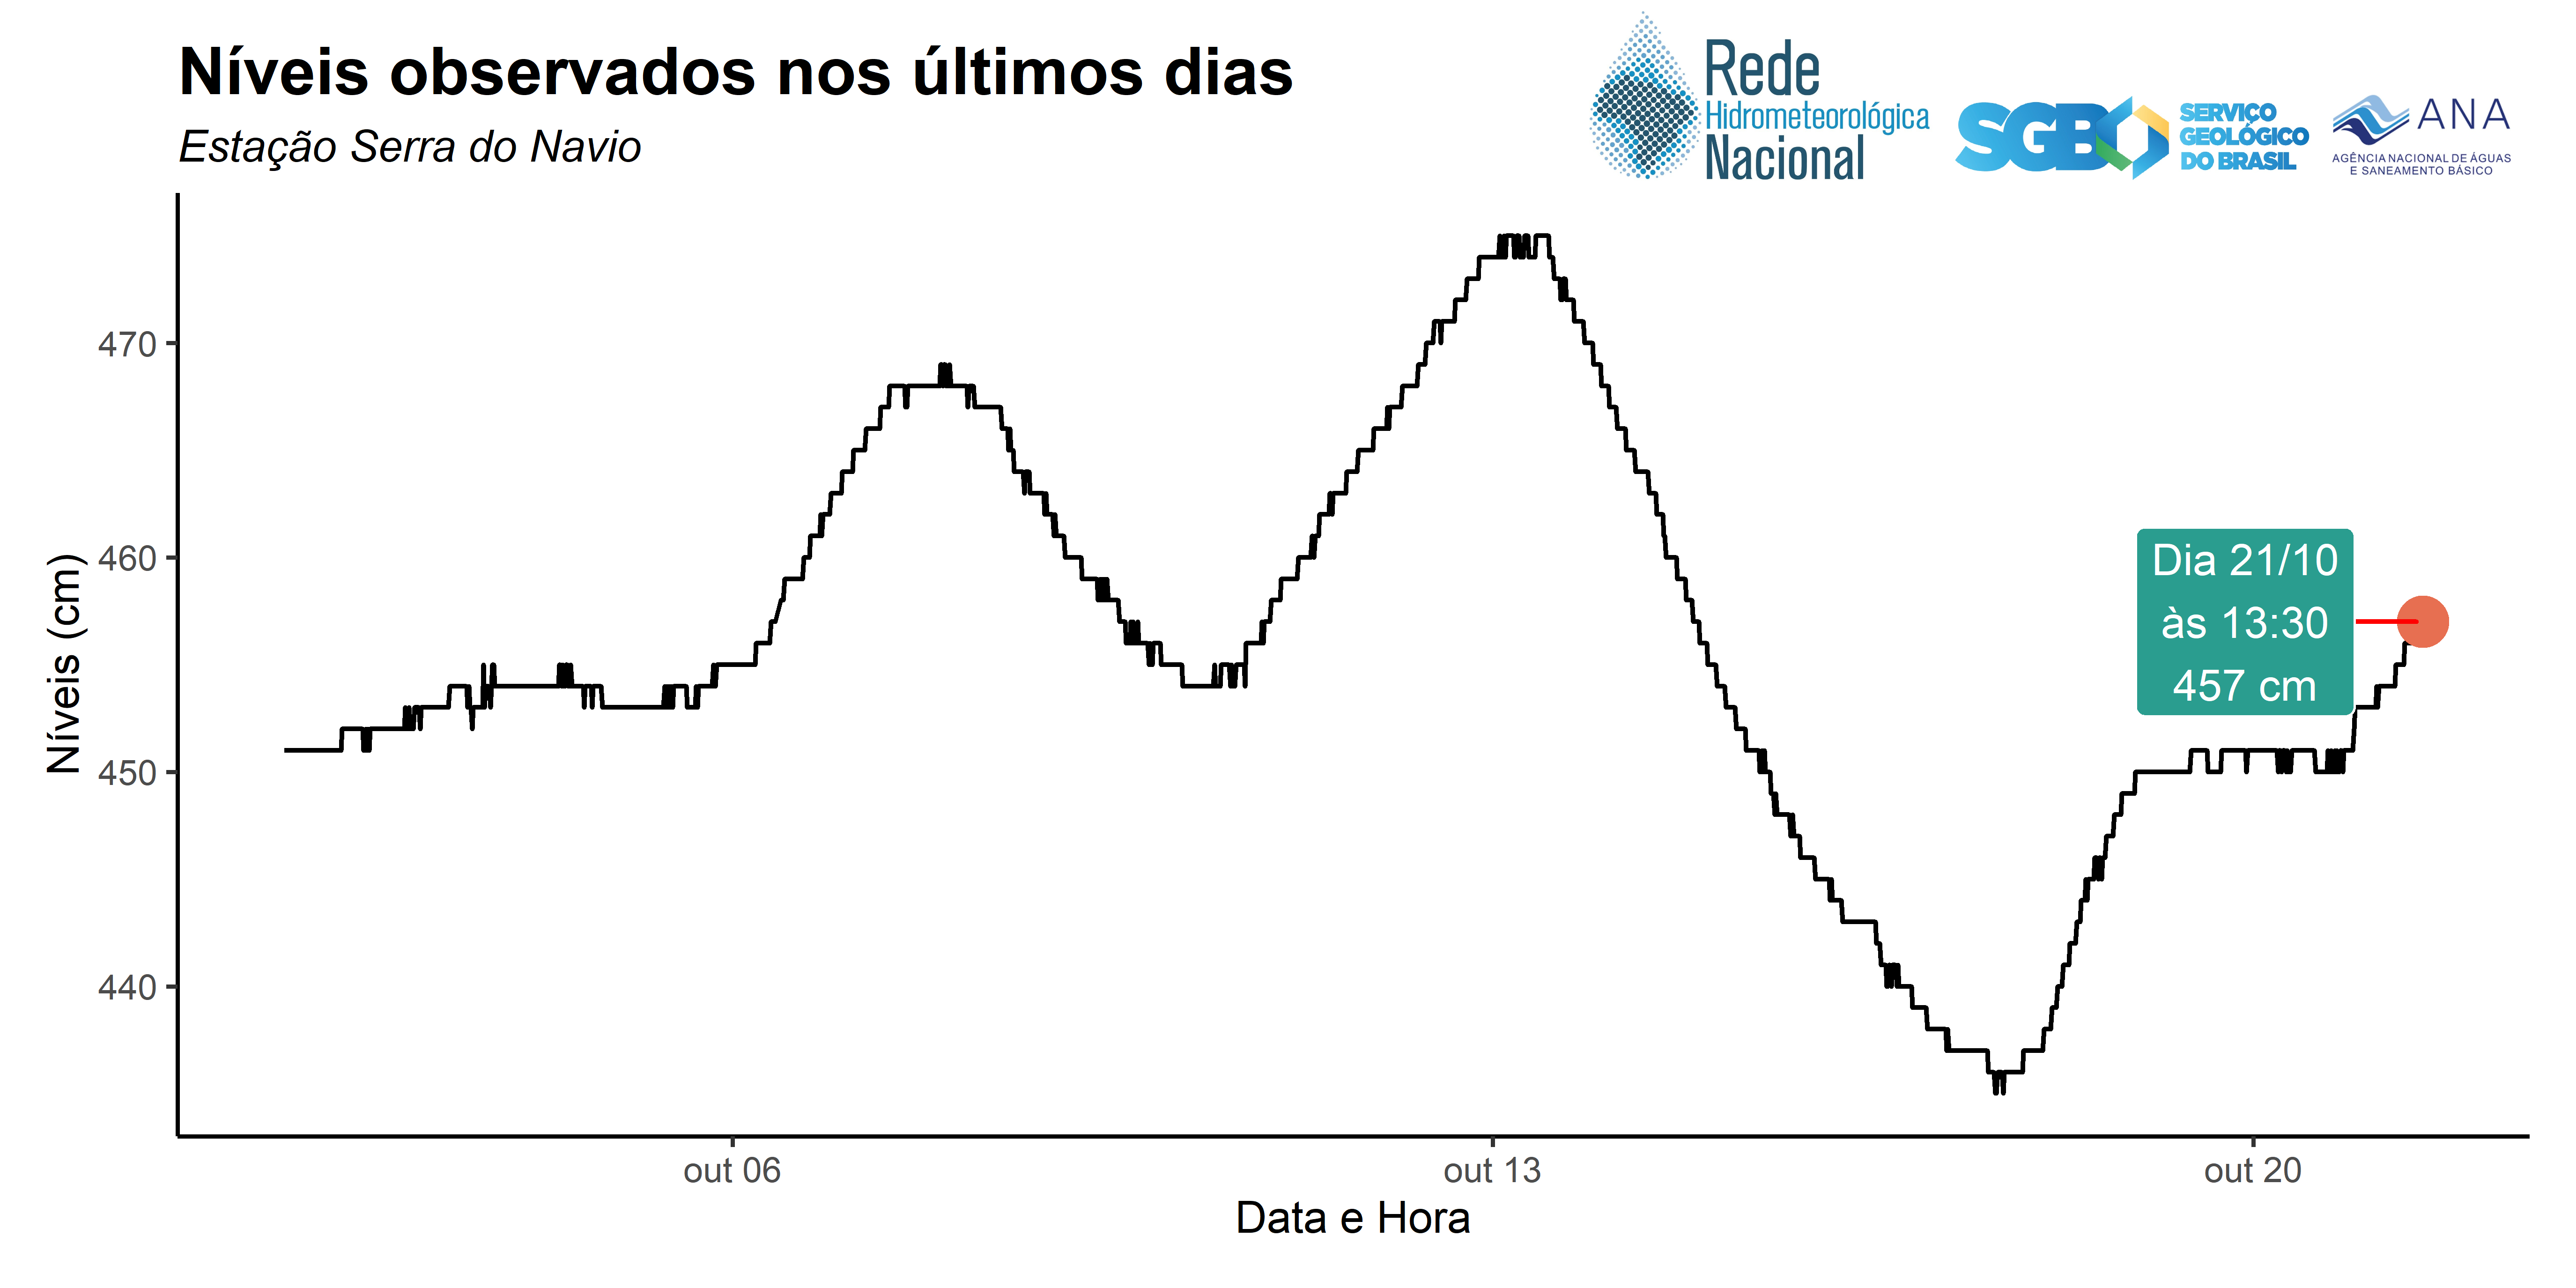 Níveis observados nos últimos dias
Estação Serra do Navio
Rede
Hidrometeorológica
Nacional
SGB
SERVIÇO
GEOLÓGICO
DO BRASIL
ANA
AGÊNCIA NACIONAL DE ÁGUAS
E SANEAMENTO BÁSICO
Níveis (cm)
470
460
450
440
Dia 21/10
às 13:30
457 cm
out 06
out 13
out 20
Data e Hora